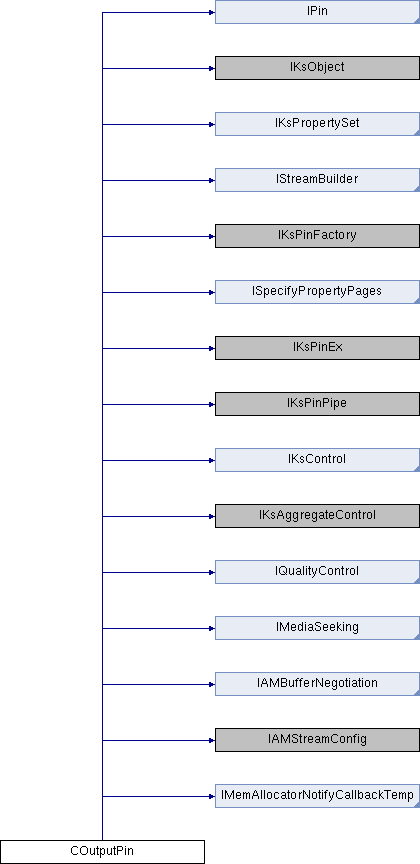 IPin
IKsObject
IKsPropertySet
IStreamBuilder
IKsPinFactory
ISpecifyPropertyPages
IKsPinEx
IKsPinPipe
IKsControl
IKsAggregateControl
IQualityControl
IMediaSeeking
IAMBufferNegotiation
IAMStreamConfig
IMemAllocatorNotifyCallbackTemp
COutputPin